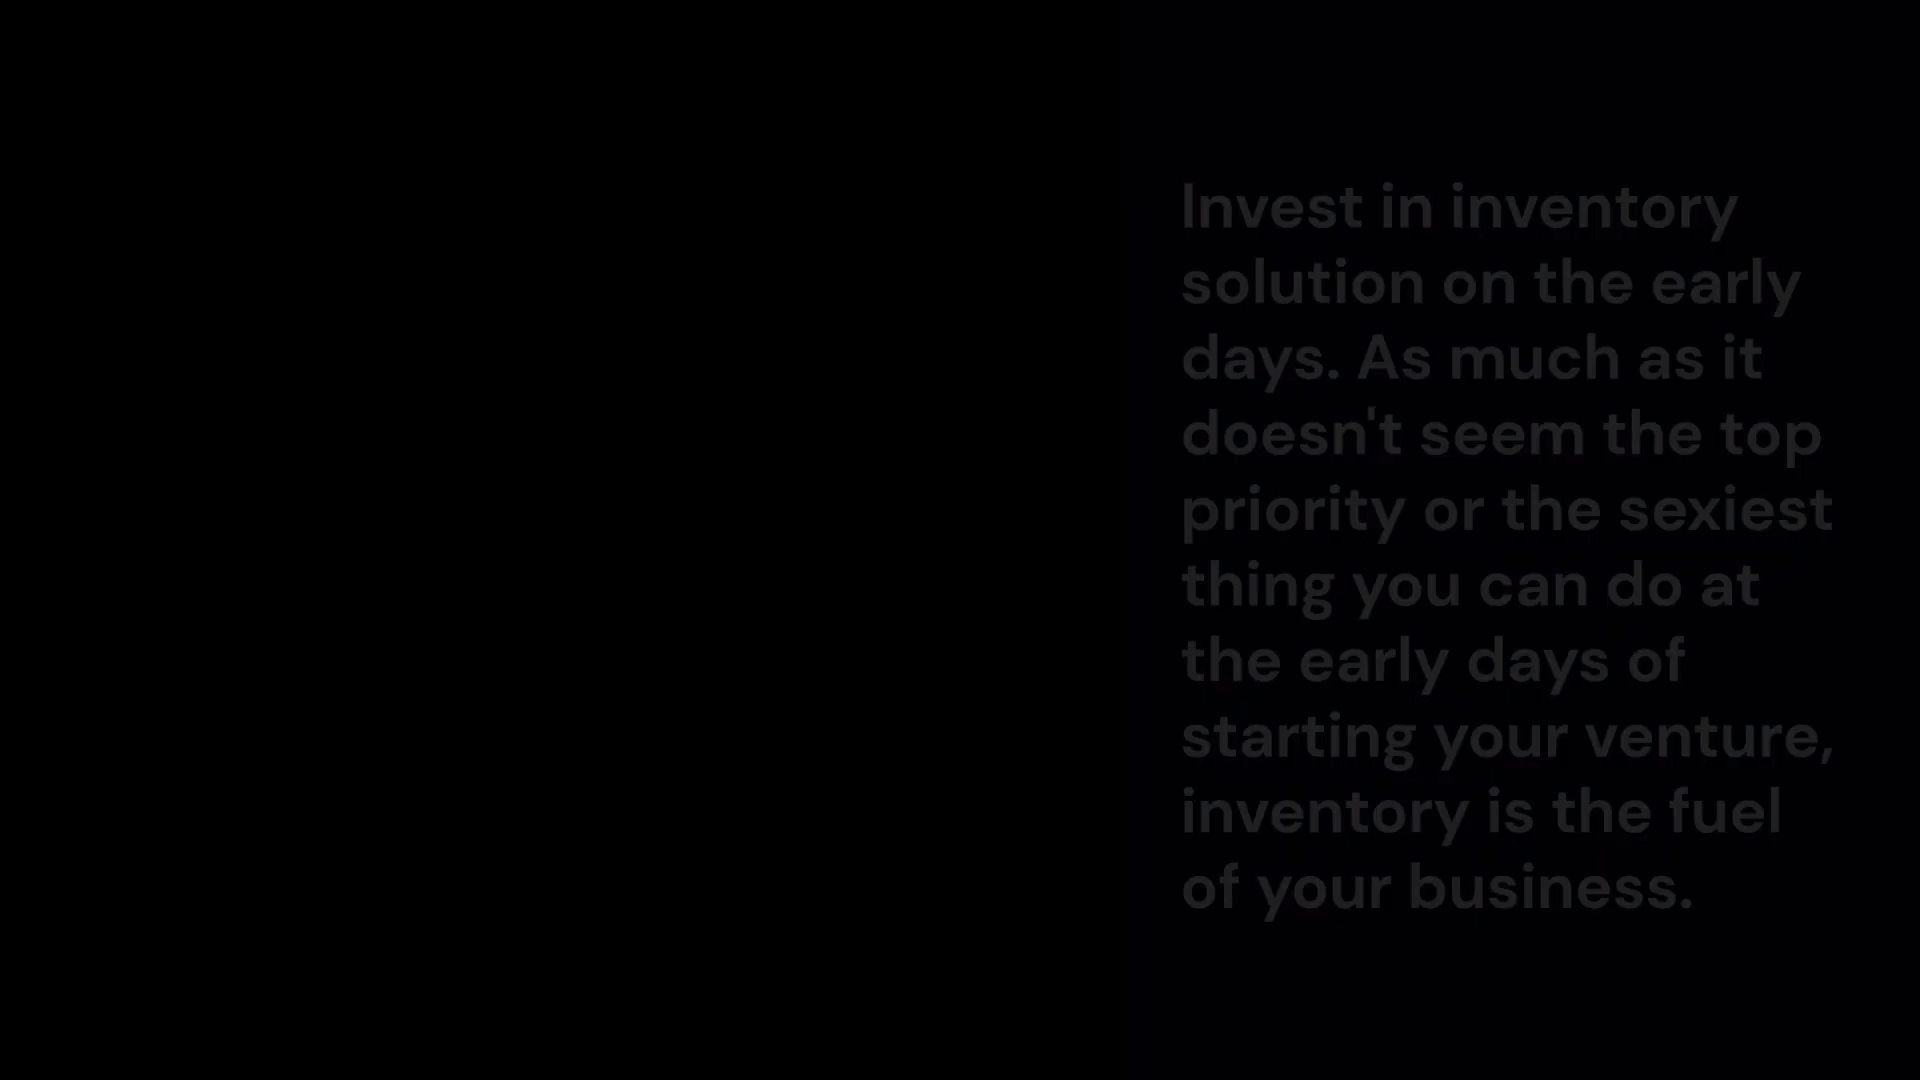 Invest in inventory
solution on the early
days. As much as it
doesn't seem the top
priority or the sexiest
thing you can do at
the early days of
starting your venture,
inventory is the fuel
of your business.